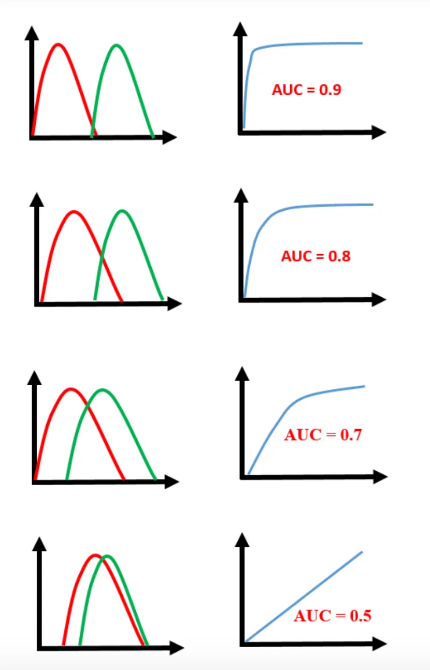 AUC = 0.9
AUC = 0.8
AUC = 0.7
AUC = 0.5